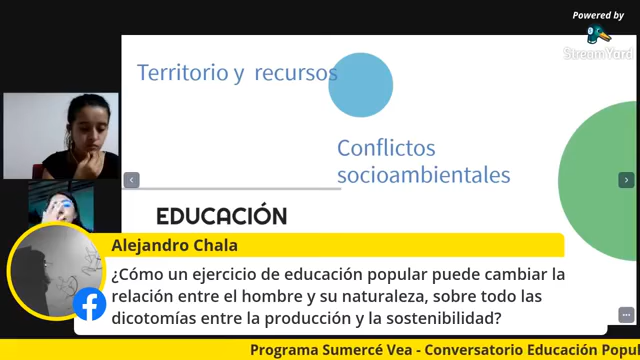 Powered by
StreamYard
Territorio y recursos
Conflictos
socioambientales
EDUCACIÓN
Alejandro Chala
¿Cómo un ejercicio de educación popular puede cambiar la
relación entre el hombre y su naturaleza, sobre todo las
dicotomías entre la producción y la sostenibilidad?
Programa Sumercé Vea - Conversatorio Educación Popul